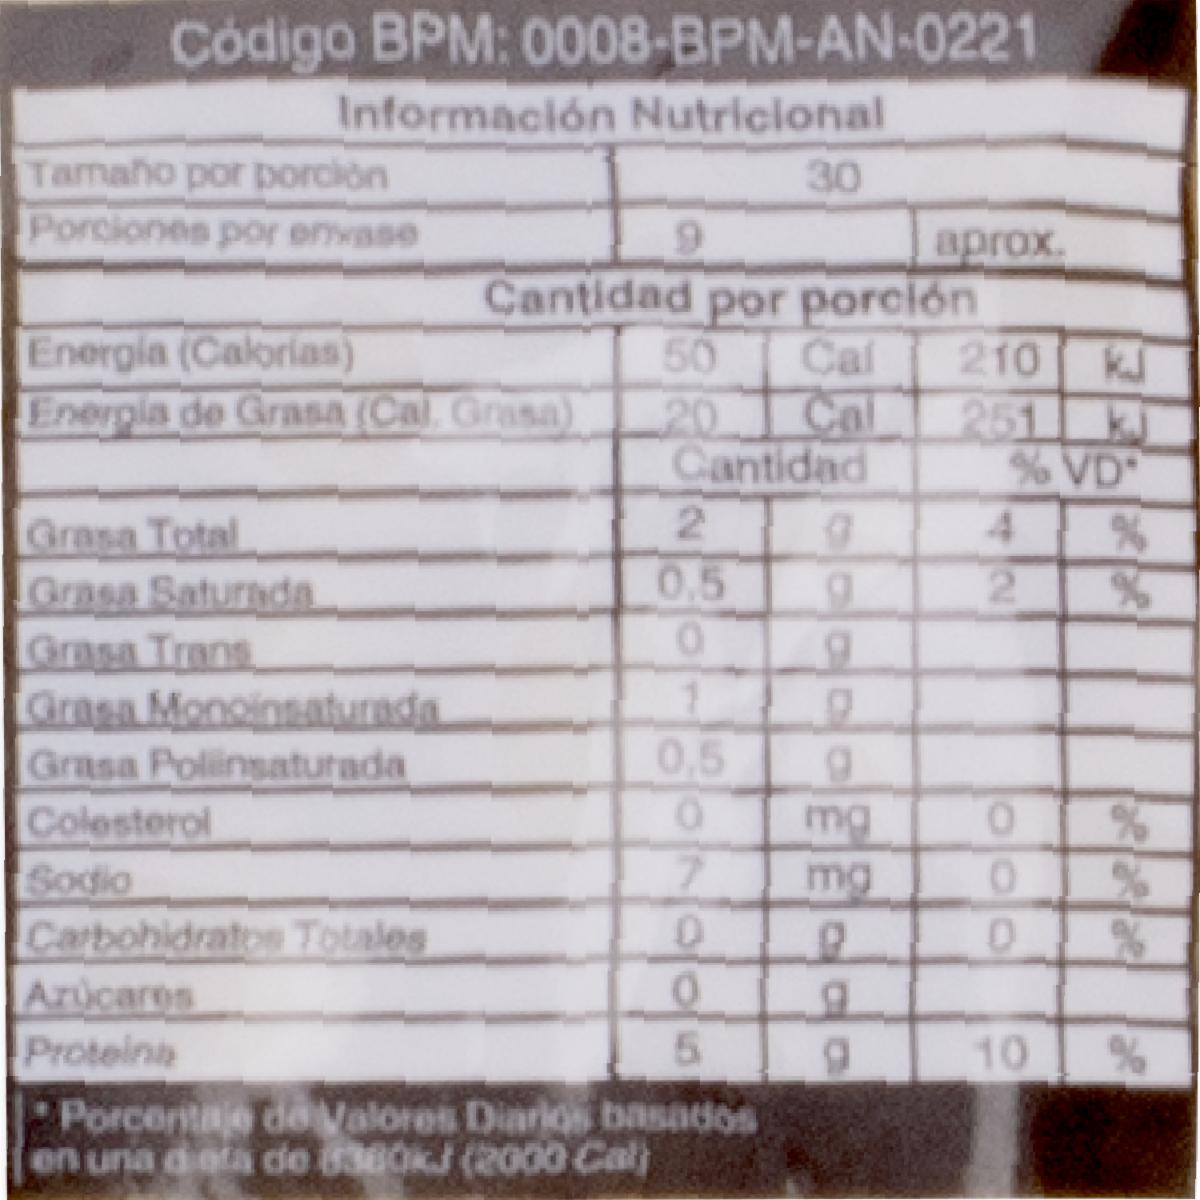 Código BPM: 0008-BPM-AN-0221
Información Nutricional
Tamaño por porción 30
Porciones por envase 9 aprox.
Cantidad por porción
Energía (Calorías) 50 Cal 210 kJ
Energía de Grasa (Cal. Grasa) 20 Cal 251 kJ
Cantidad % VD*
Grasa Total 2 g 4 %
Grasa Saturada 0,5 g 2 %
Grasa Trans 0 g
Grasa Monoinsaturada 1 g
Grasa Poliinsaturada 0,5 g
Colesterol 0 mg 0 %
Sodio 7 mg 0 %
Carbohidratos Totales 0 g 0 %
Azúcares 0 g
Proteína 5 g 10 %
* Porcentaje de Valores Diarios basados
en una dieta de 8380kJ (2000 Cal)